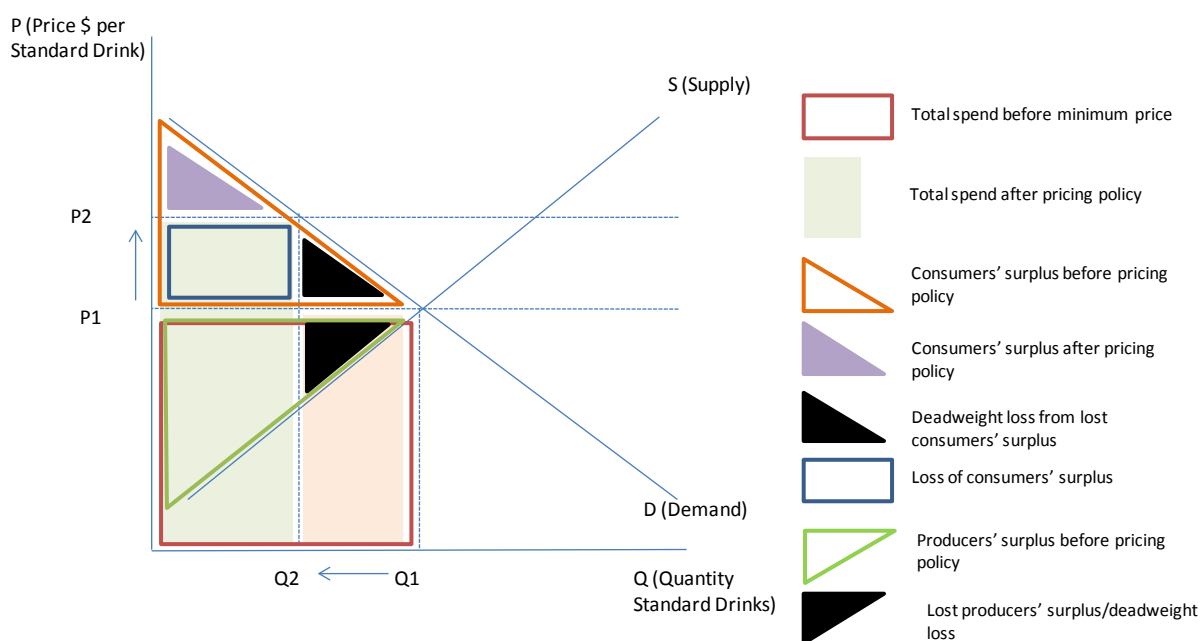 P (Price $ per
Standard Drink)
S (Supply)
P2
P1
D (Demand)
Q2
Q1
Q (Quantity
Standard Drinks)
Total spend before minimum price
Total spend after pricing policy
Consumers’ surplus before pricing
policy
Consumers’ surplus after pricing
policy
Deadweight loss from lost
consumers’ surplus
Loss of consumers’ surplus
Producers’ surplus before pricing
policy
Lost producers’ surplus/deadweight
loss